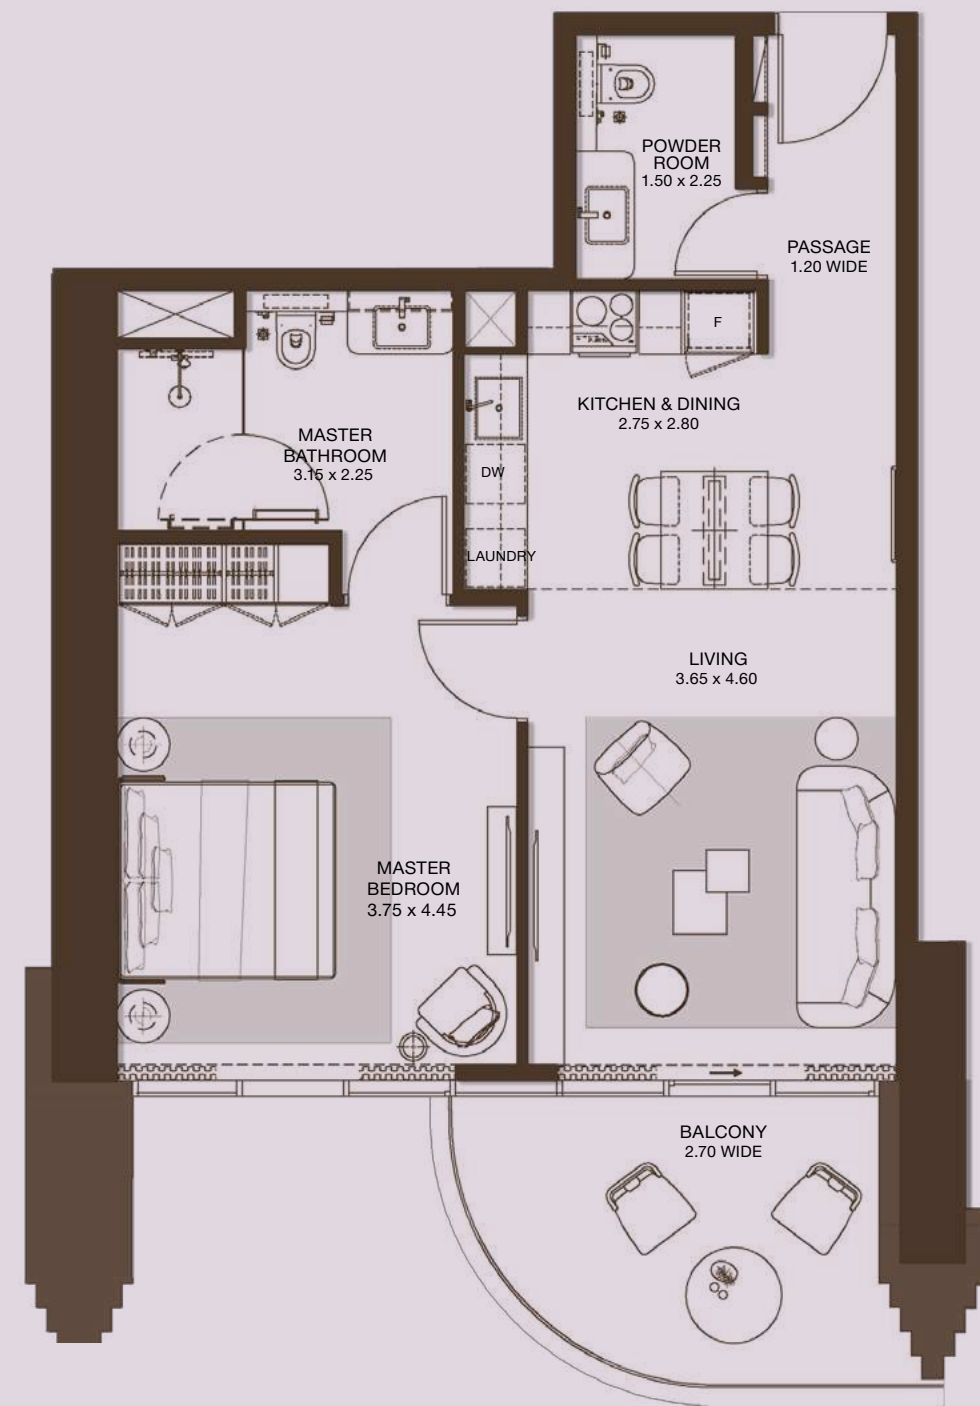 POWDER
ROOM
1.50 x 2.25
PASSAGE
1.20 WIDE
F
KITCHEN & DINING
2.75 x 2.80
MASTER
BATHROOM
3.15 x 2.25
DW
LAUNDRY
LIVING
3.65 x 4.60
MASTER
BEDROOM
3.75 x 4.45
BALCONY
2.70 WIDE